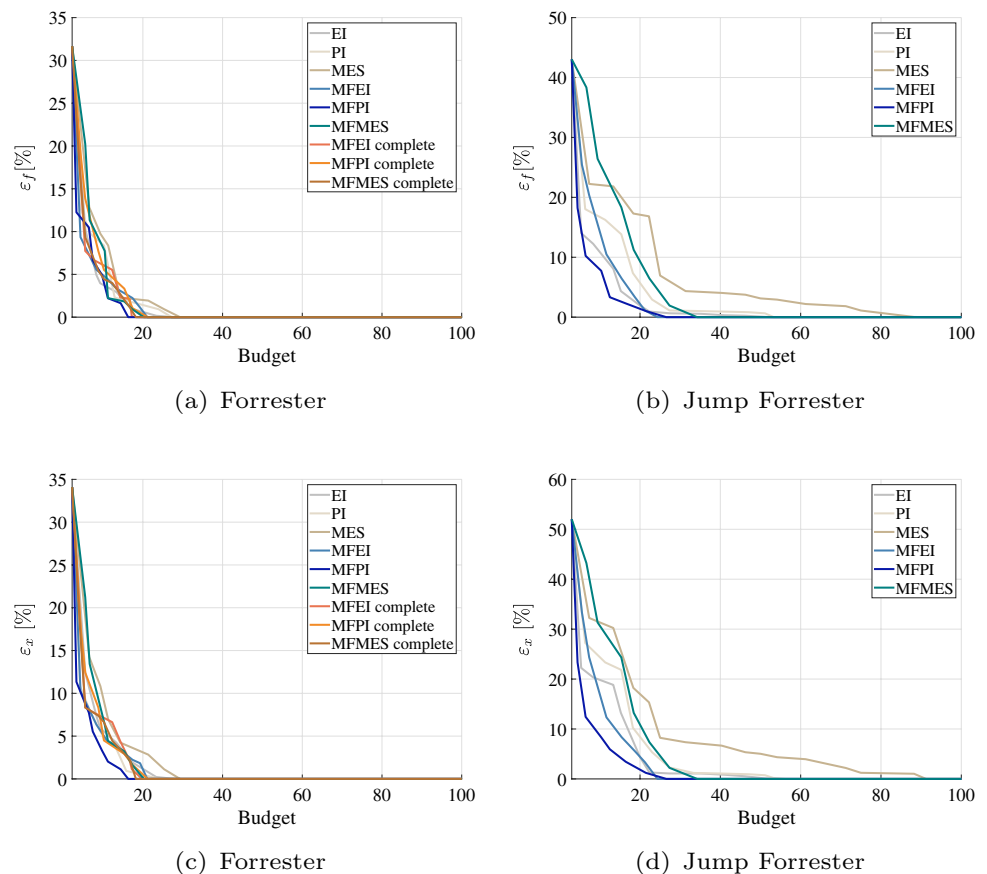 35
30
25
20
15
10
5
0
εf [%]
20
40
60
80
100
Budget
EI
PI
MES
MFEI
MFPI
MFMES
MFEI complete
MFPI complete
MFMES complete
(a) Forrester
50
40
30
20
10
0
εf [%]
20
40
60
80
100
Budget
EI
PI
MES
MFEI
MFPI
MFMES
(b) Jump Forrester
35
30
25
20
15
10
5
0
εx [%]
20
40
60
80
100
Budget
EI
PI
MES
MFEI
MFPI
MFMES
MFEI complete
MFPI complete
MFMES complete
(c) Forrester
60
50
40
30
20
10
0
εx [%]
20
40
60
80
100
Budget
EI
PI
MES
MFEI
MFPI
MFMES
(d) Jump Forrester